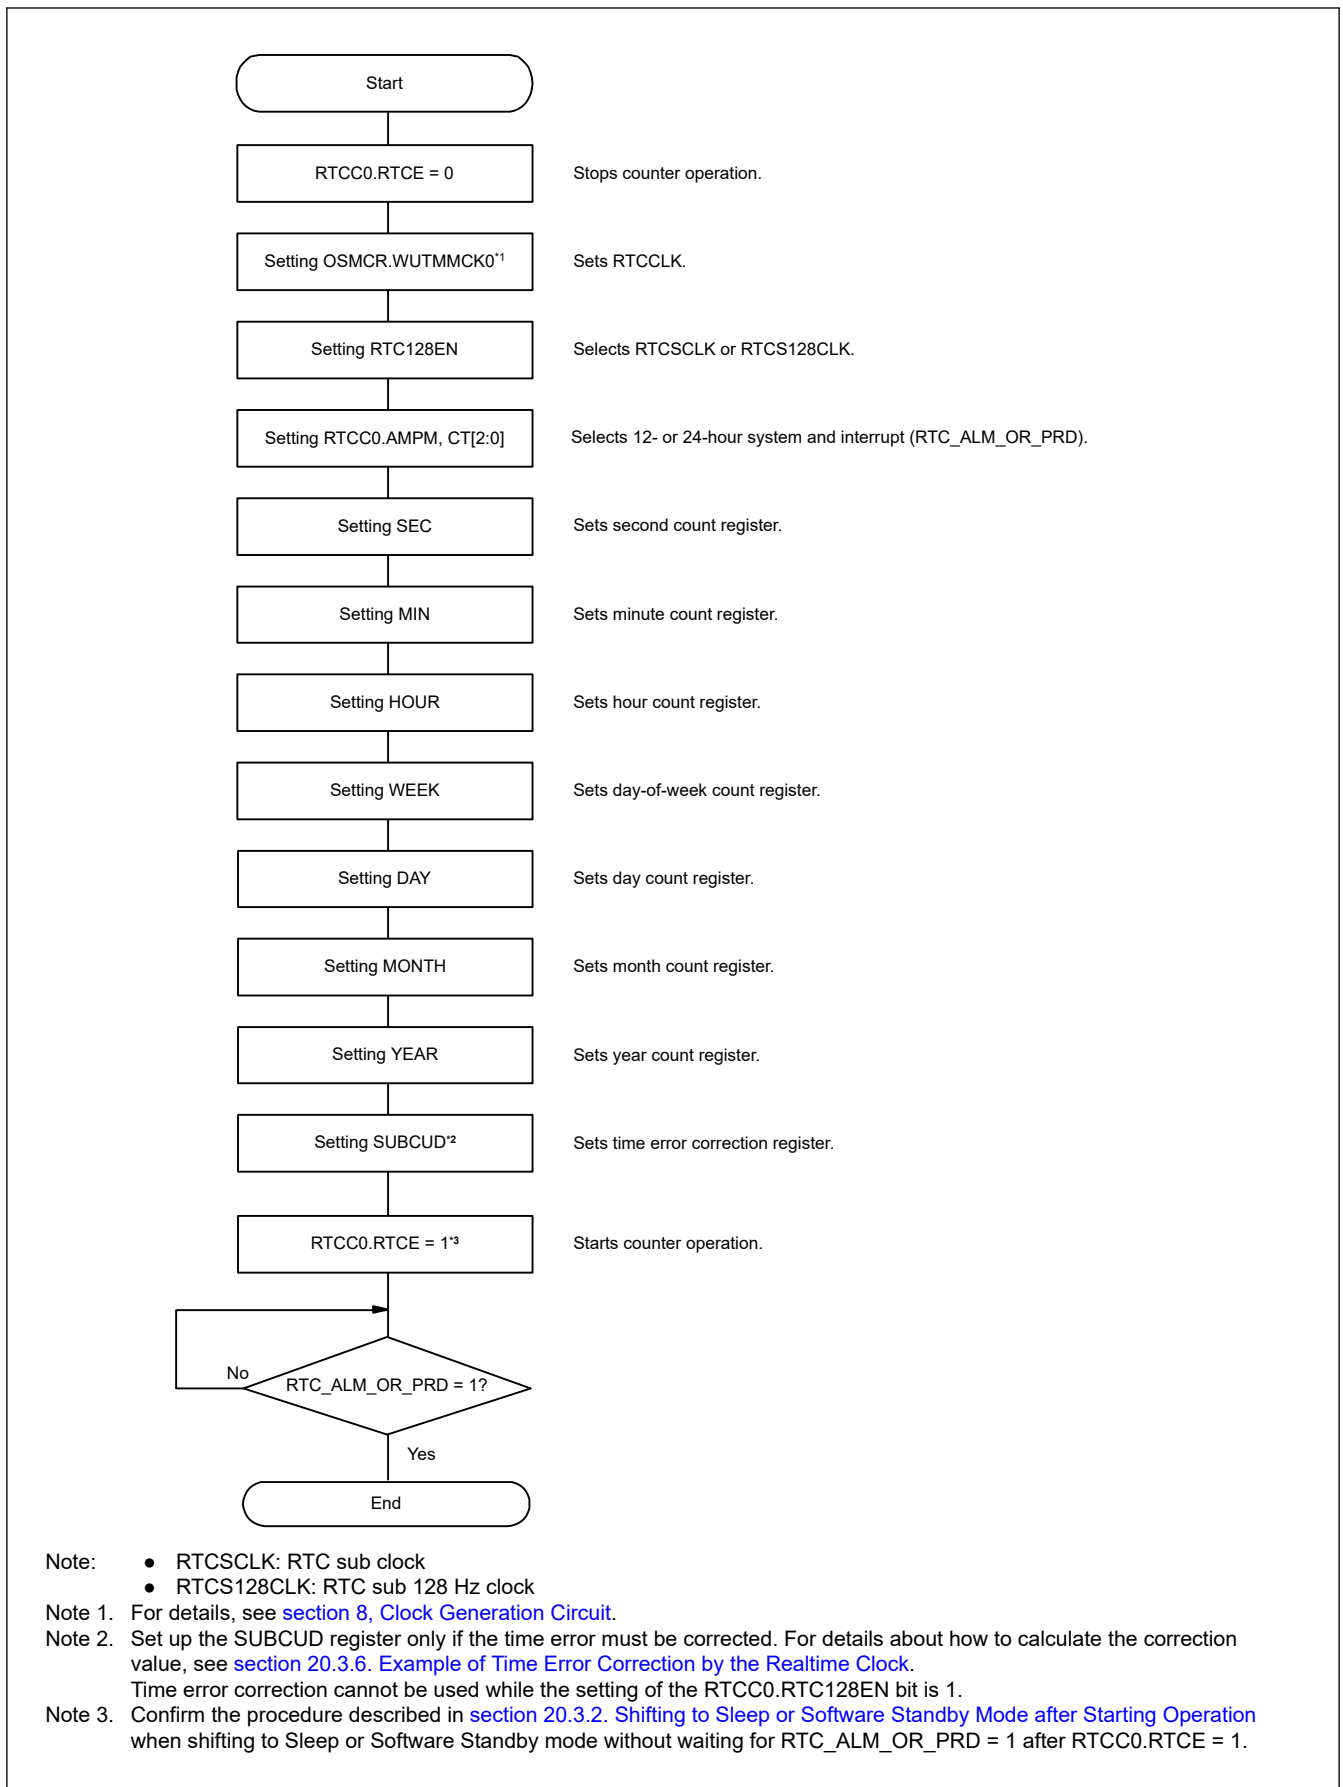 Start
RTCC0.RTCE = 0 Stops counter operation.
Setting OSMCR.WUTMMCK0*1 Sets RTCCLK.
Setting RTC128EN Selects RTCSCLK or RTCS128CLK.
Setting RTCC0.AMPM, CT[2:0] Selects 12- or 24-hour system and interrupt (RTC_ALM_OR_PRD).
Setting SEC Sets second count register.
Setting MIN Sets minute count register.
Setting HOUR Sets hour count register.
Setting WEEK Sets day-of-week count register.
Setting DAY Sets day count register.
Setting MONTH Sets month count register.
Setting YEAR Sets year count register.
Setting SUBCUD*2 Sets time error correction register.
RTCC0.RTCE = 1*3 Starts counter operation.
No
RTC_ALM_OR_PRD = 1?
Yes
End
Note: ● RTCSCLK: RTC sub clock
● RTCS128CLK: RTC sub 128 Hz clock
Note 1. For details, see section 8, Clock Generation Circuit.
Note 2. Set up the SUBCUD register only if the time error must be corrected. For details about how to calculate the correction
value, see section 20.3.6. Example of Time Error Correction by the Realtime Clock.
Time error correction cannot be used while the setting of the RTCC0.RTC128EN bit is 1.
Note 3. Confirm the procedure described in section 20.3.2. Shifting to Sleep or Software Standby Mode after Starting Operation
when shifting to Sleep or Software Standby mode without waiting for RTC_ALM_OR_PRD = 1 after RTCC0.RTCE = 1.